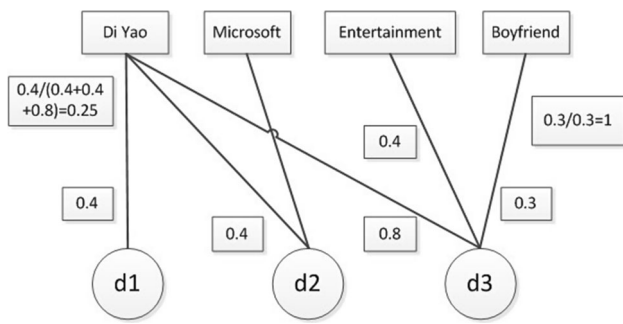 Di Yao
Microsoft
Entertainment
Boyfriend
0.4/(0.4+0.4
+0.8)=0.25
0.3/0.3=1
0.4
0.4
0.4
0.8
0.3
d1
d2
d3